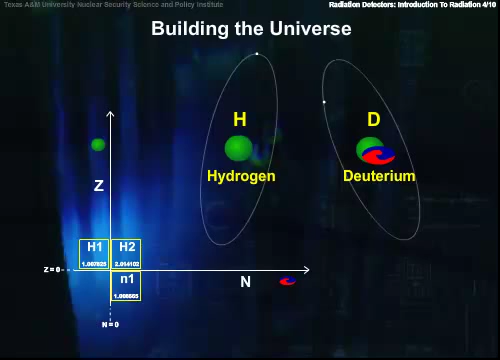 Texas A&M University Nuclear Security Science and Policy Institute
Radiation Detectors: Introduction To Radiation 4/10
Building the Universe
H
D
Hydrogen
Deuterium
Z
H1
1.007825
H2
2.014102
Z = 0
n1
1.008665
N
N = 0